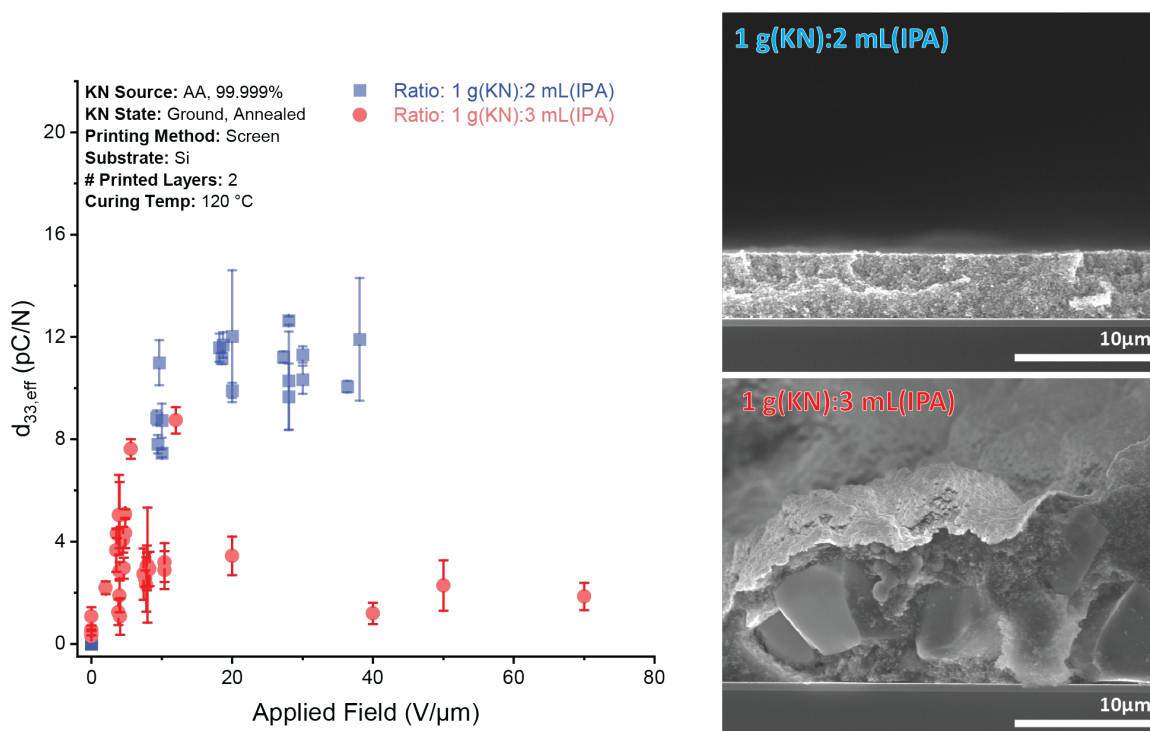 KN Source: AA, 99.999%
KN State: Ground, Annealed
Printing Method: Screen
Substrate: Si
# Printed Layers: 2
Curing Temp: 120 °C
Ratio: 1 g(KN):2 mL(IPA)
Ratio: 1 g(KN):3 mL(IPA)
d33,eff (pC/N)
20
16
12
8
4
0
0
20
40
60
80
Applied Field (V/µm)
1 g(KN):2 mL(IPA)
10µm
1 g(KN):3 mL(IPA)
10µm